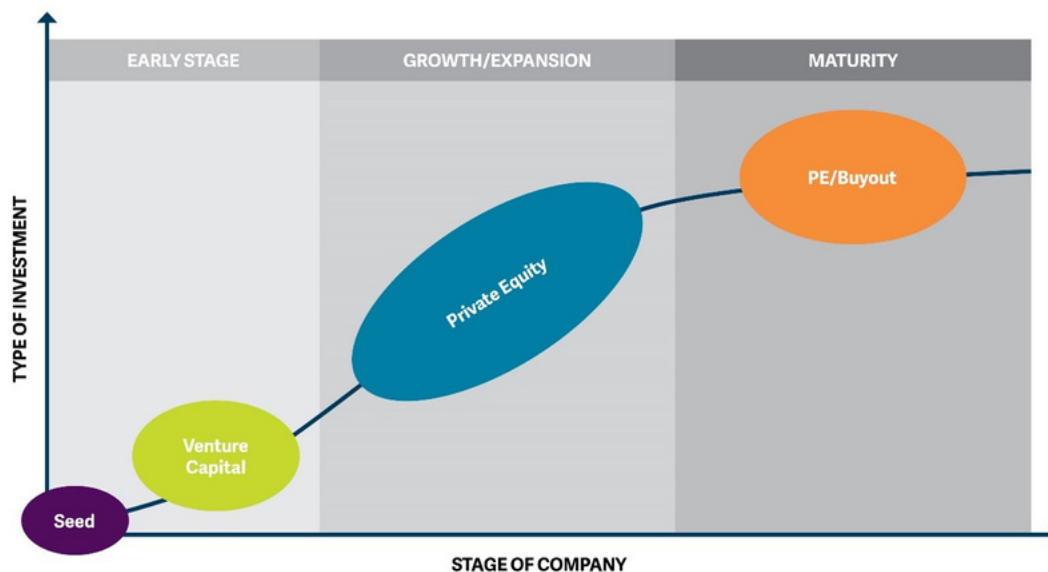 EARLY STAGE
GROWTH/EXPANSION
MATURITY
PE/Buyout
Private Equity
Venture
Capital
Seed
TYPE OF INVESTMENT
STAGE OF COMPANY